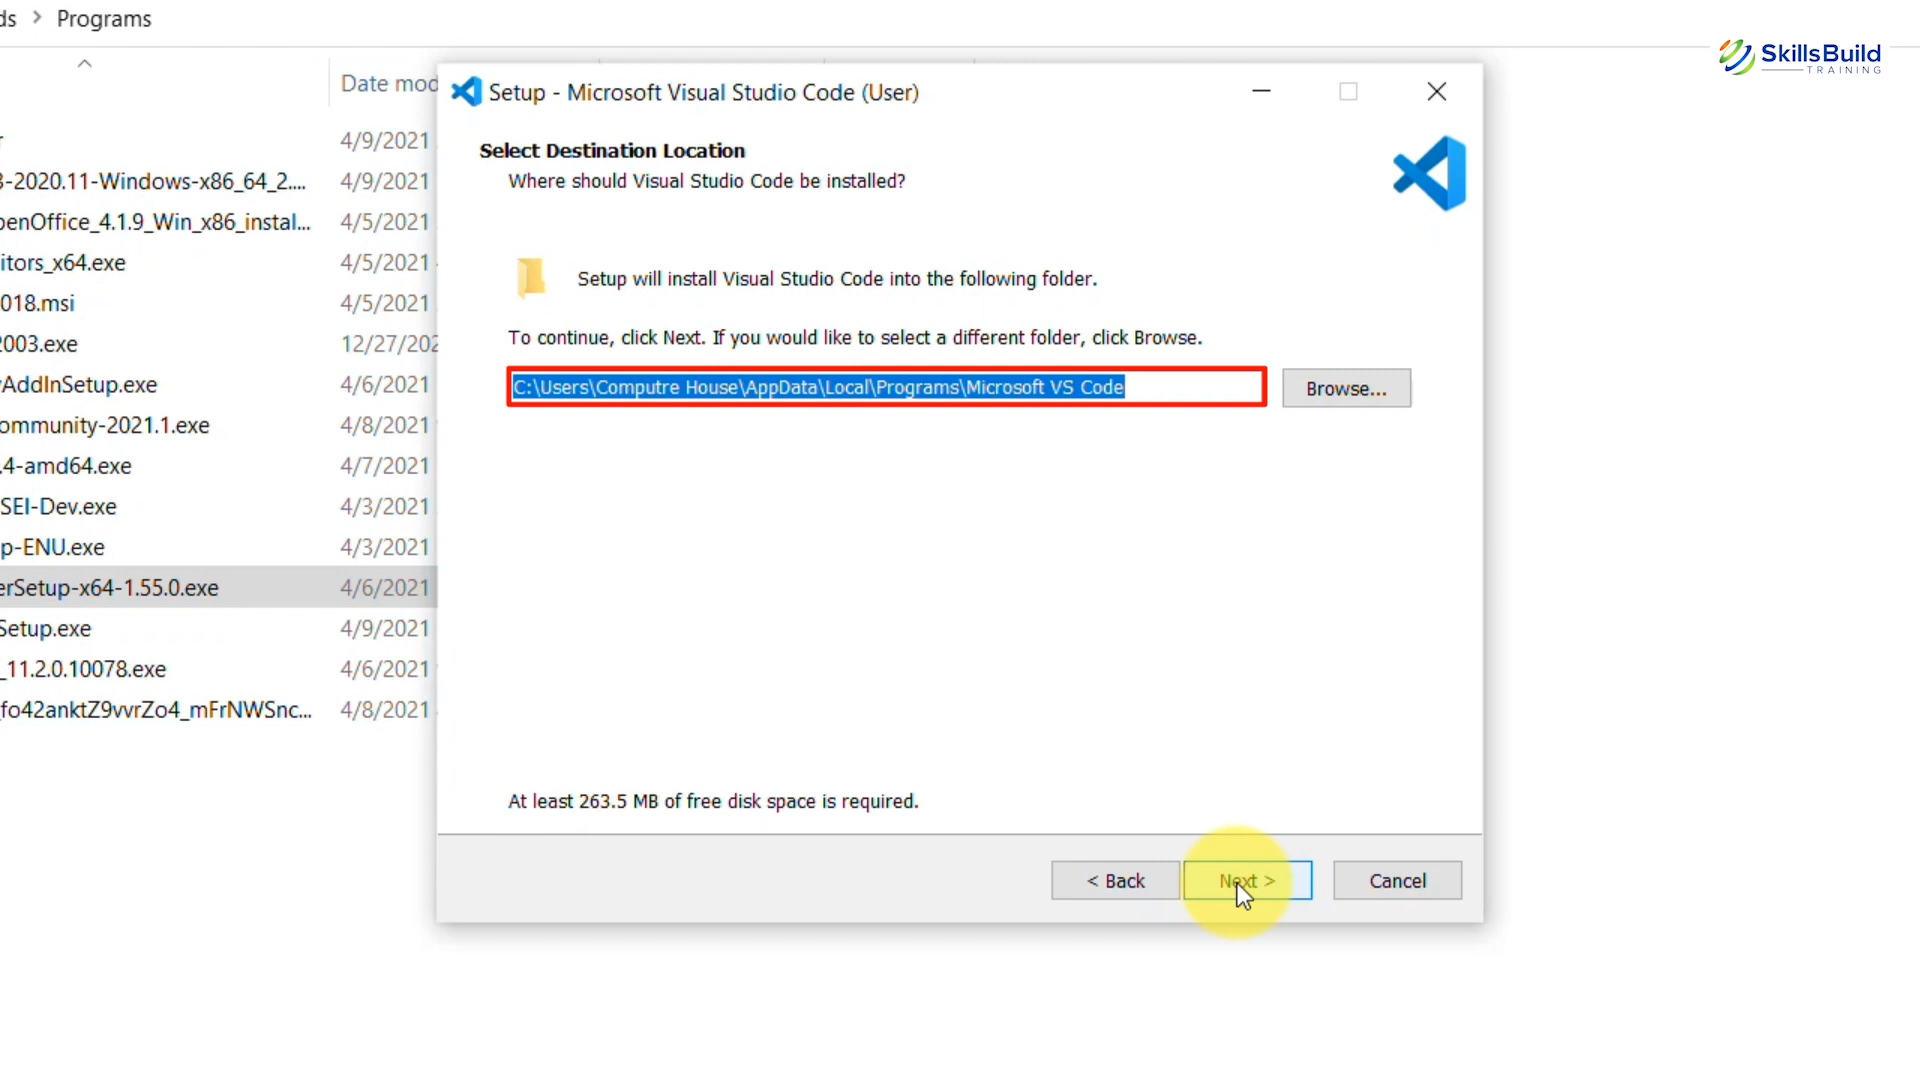 ds > Programs
SkillsBuild
TRAINING
Date mod
Setup - Microsoft Visual Studio Code (User)
Select Destination Location
Where should Visual Studio Code be installed?
Setup will install Visual Studio Code into the following folder.
To continue, click Next. If you would like to select a different folder, click Browse.
C:\Users\Computre House\AppData\Local\Programs\Microsoft VS Code
Browse...
At least 263.5 MB of free disk space is required.
< Back
Next >
Cancel
r 4/9/2021
3-2020.11-Windows-x86_64_2.... 4/9/2021
penOffice_4.1.9_Win_x86_instal... 4/5/2021
itors_x64.exe 4/5/2021
018.msi 4/5/2021
2003.exe 12/27/202
yAddInSetup.exe 4/6/2021
ommunity-2021.1.exe 4/8/2021
.4-amd64.exe 4/7/2021
SEI-Dev.exe 4/3/2021
p-ENU.exe 4/3/2021
erSetup-x64-1.55.0.exe 4/6/2021
Setup.exe 4/9/2021
_11.2.0.10078.exe 4/6/2021
_fo42anktZ9vvrZo4_mFrNWSnc... 4/8/2021